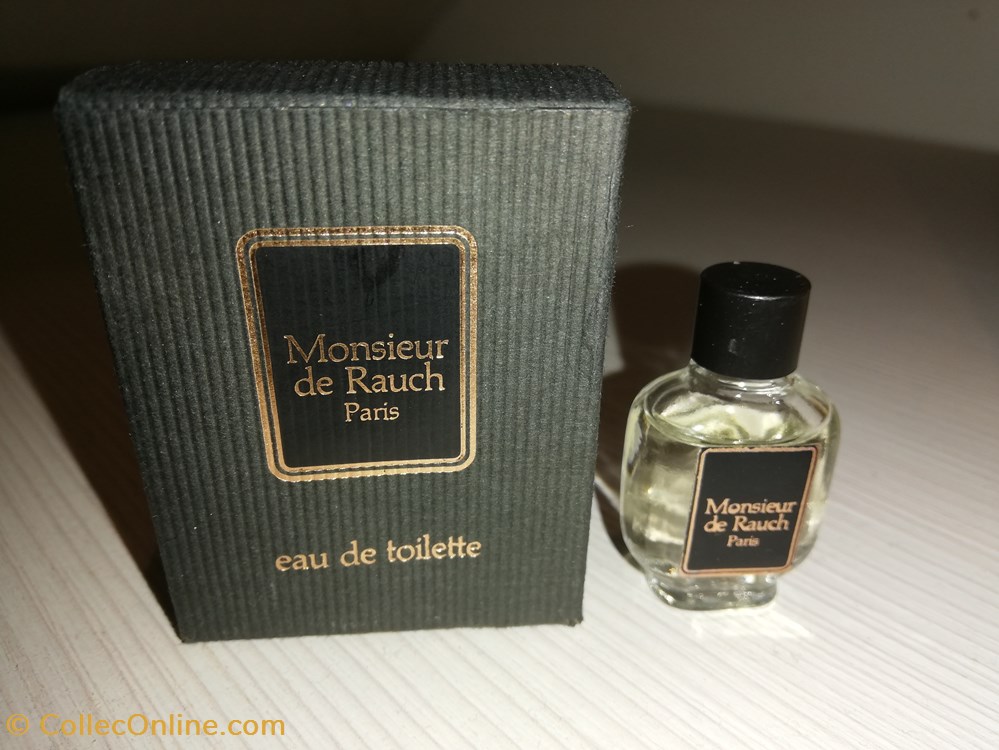 Monsieur
de Rauch
Paris
eau de toilette
Monsieur
de Rauch
Paris
© CollecOnline.com